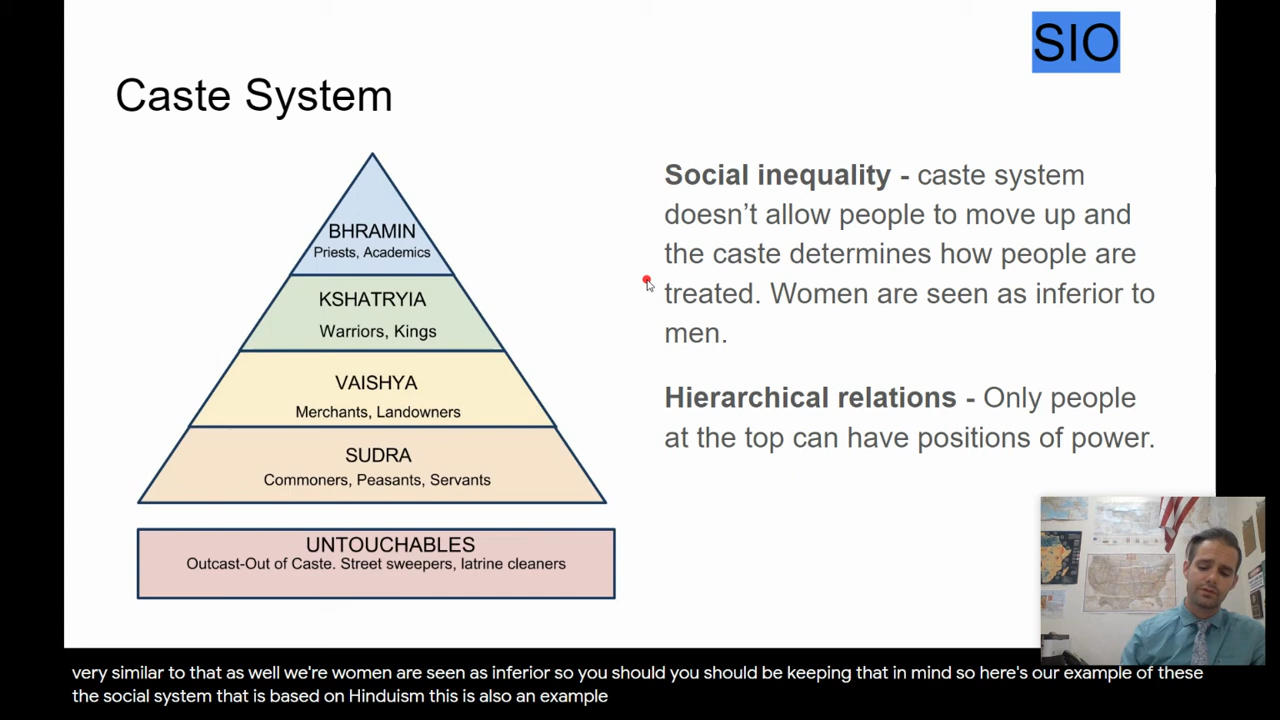 SIO
Caste System
BHRAMIN
Priests, Academics
KSHATRYIA
Warriors, Kings
VAISHYA
Merchants, Landowners
SUDRA
Commoners, Peasants, Servants
UNTOUCHABLES
Outcast-Out of Caste. Street sweepers, latrine cleaners
Social inequality - caste system
doesn’t allow people to move up and
the caste determines how people are
treated. Women are seen as inferior to
men.
Hierarchical relations - Only people
at the top can have positions of power.
very similar to that as well we're women are seen as inferior so you should you should be keeping that in mind so here's our example of these
the social system that is based on Hinduism this is also an example